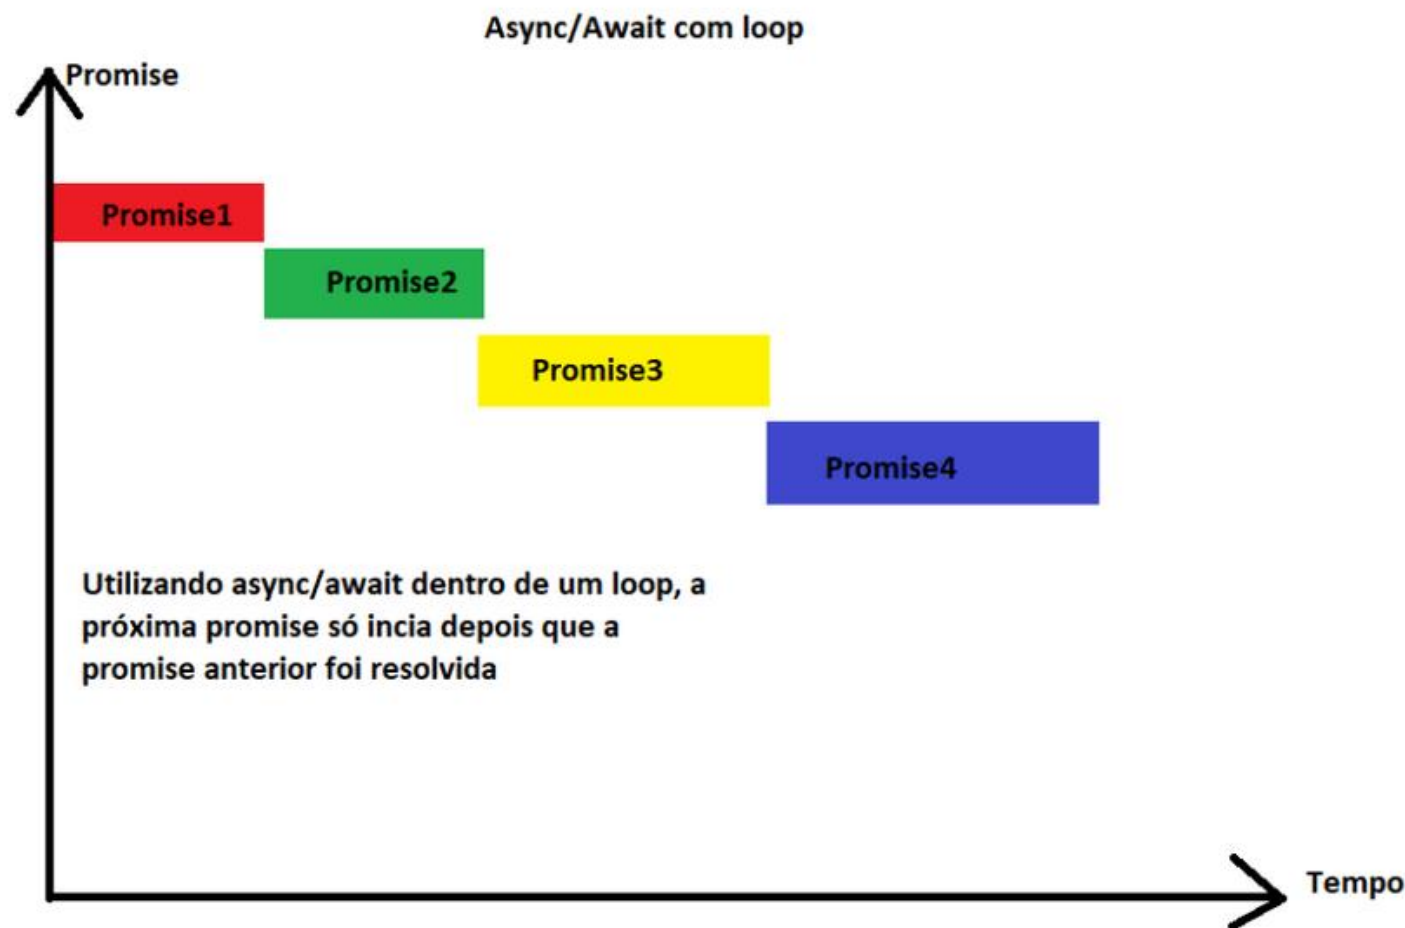 Async/Await com loop
Promise
Promise1
Promise2
Promise3
Promise4
Utilizando async/await dentro de um loop, a
próxima promise só incia depois que a
promise anterior foi resolvida
Tempo